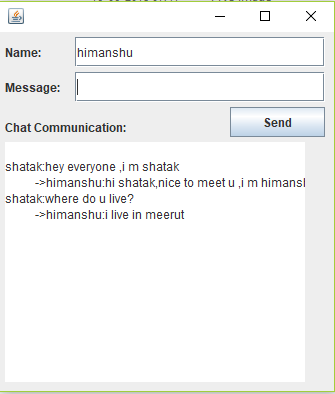 Name: himanshu
Message:
Chat Communication: Send
shatak:hey everyone ,i m shatak
->himanshu:hi shatak,nice to meet u ,i m himansl
shatak:where do u live?
->himanshu:i live in meerut